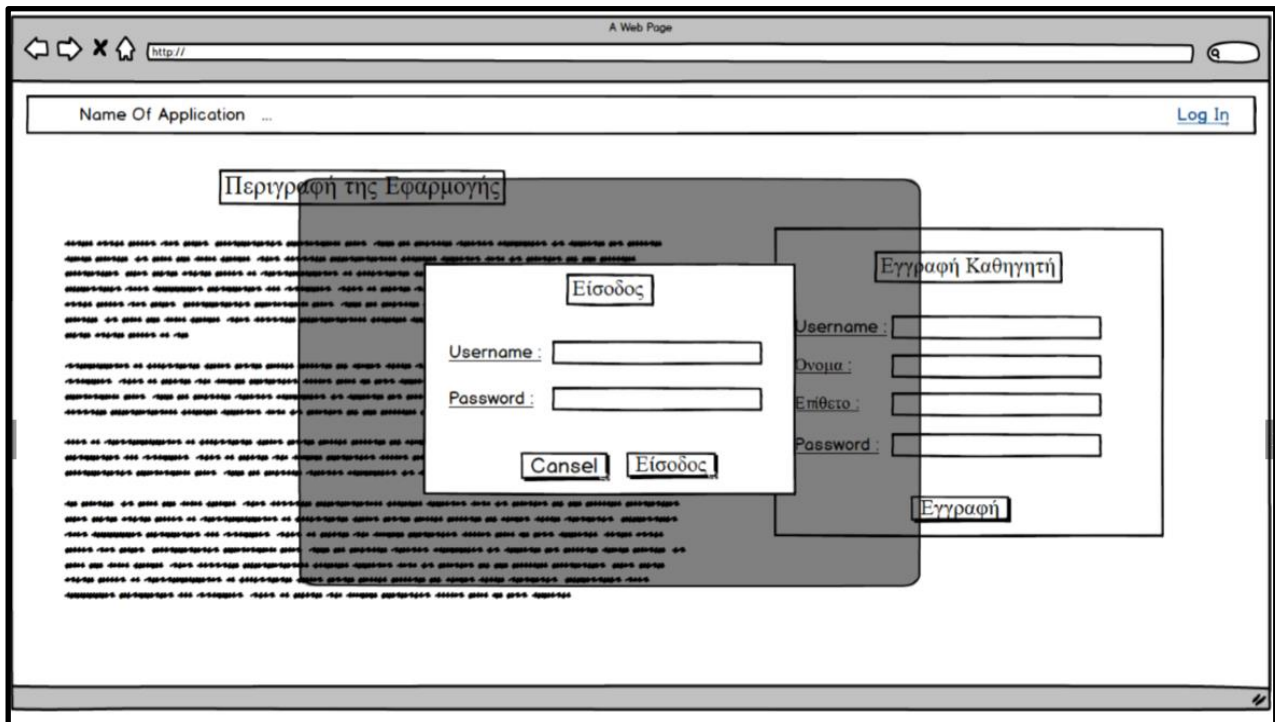 A Web Page
http://
Name Of Application ...
Log In
Περιγραφή της Εφαρμογής
Είσοδος
Username :
Password :
Cansel
Είσοδος
Εγγραφή Καθηγητή
Username :
Όνομα :
Επίθετο :
Password :
Εγγραφή